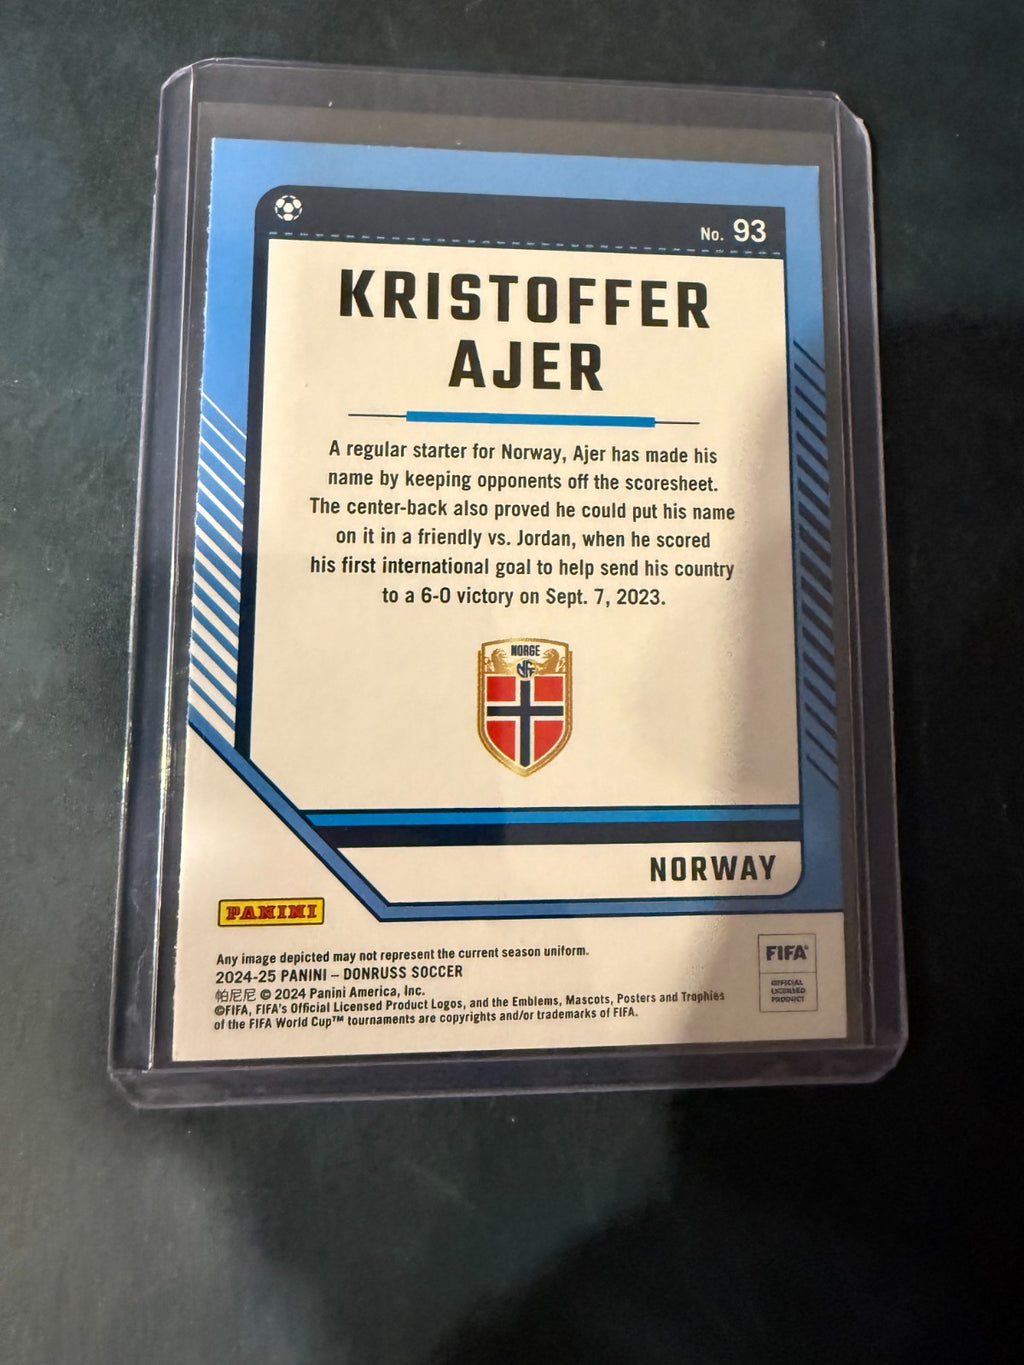 No. 93
KRISTOFFER
AJER
A regular starter for Norway, Ajer has made his
name by keeping opponents off the scoresheet.
The center-back also proved he could put his name
on it in a friendly vs. Jordan, when he scored
his first international goal to help send his country
to a 6-0 victory on Sept. 7, 2023.
NORGE
NFF
NORWAY
PANINI
Any image depicted may not represent the current season uniform.
2024-25 PANINI – DONRUSS SOCCER
帕尼尼 © 2024 Panini America, Inc.
©FIFA, FIFA's Official Licensed Product Logos, and the Emblems, Mascots, Posters and Trophies
of the FIFA World Cup™ tournaments are copyrights and/or trademarks of FIFA.
FIFA®
OFFICIAL
LICENSED
PRODUCT